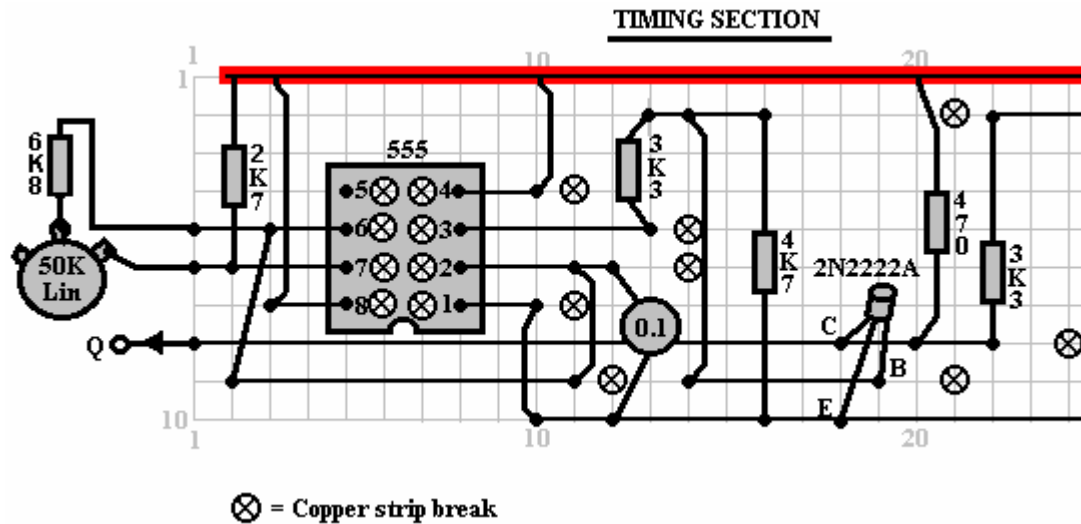 TIMING SECTION
1 10 20
1
555
6K8
2K7
5 4
6 3
7 2
8 1
3K3
4K7
470
3K3
2N2222A
50K
Lin
0.1
C
Q
B
E
10
1 10 20
= Copper strip break